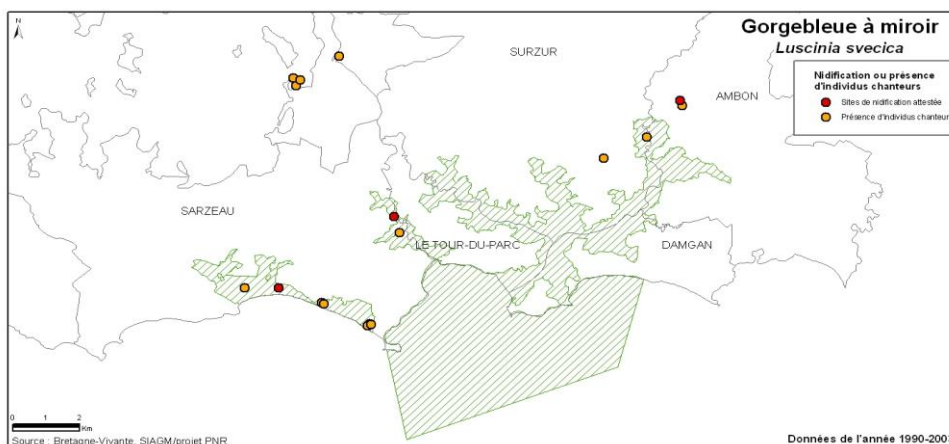 N
Gorgebleue à miroir
Luscinia svecica
Nidification ou présence
d'individus chanteurs
Sites de nidification attestée
Présence d'individus chanteur
SURZUR
AMBON
SARZEAU
LE TOUR-DU-PARC
DAMGAN
0 1 2
Km
Source : Bretagne-Vivante, SIAGM/projet PNR
Données de l'année 1990-200